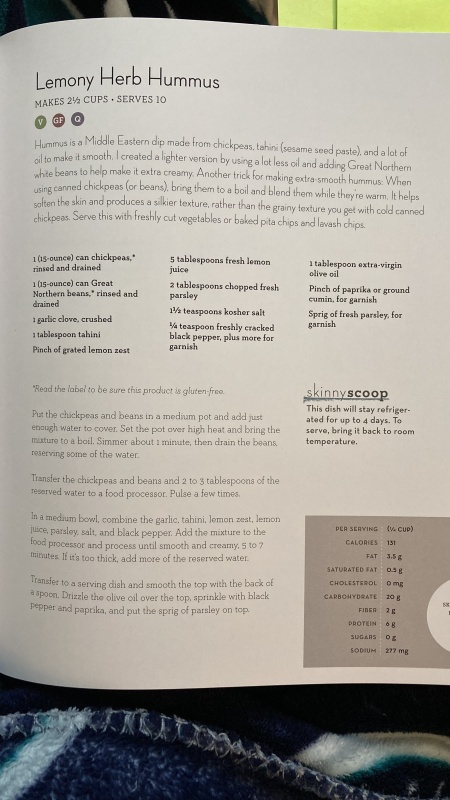 Lemony Herb Hummus
MAKES 2½ CUPS • SERVES 10
V GF Q
Hummus is a Middle Eastern dip made from chickpeas, tahini (sesame seed paste), and a lot of
oil to make it smooth. I created a lighter version by using a lot less oil and adding Great Northern
white beans to help make it extra creamy. Another trick for making extra-smooth hummus: When
using canned chickpeas (or beans), bring them to a boil and blend them while they're warm. It helps
soften the skin and produces a silkier texture, rather than the grainy texture you get with cold canned
chickpeas. Serve this with freshly cut vegetables or baked pita chips and lavash chips.
1 (15-ounce) can chickpeas,*
rinsed and drained
1 (15-ounce) can Great
Northern beans,* rinsed and
drained
1 garlic clove, crushed
1 tablespoon tahini
Pinch of grated lemon zest
5 tablespoons fresh lemon
juice
2 tablespoons chopped fresh
parsley
1½ teaspoons kosher salt
¼ teaspoon freshly cracked
black pepper, plus more for
garnish
1 tablespoon extra-virgin
olive oil
Pinch of paprika or ground
cumin, for garnish
Sprig of fresh parsley, for
garnish
*Read the label to be sure this product is gluten-free.
Put the chickpeas and beans in a medium pot and add just
enough water to cover. Set the pot over high heat and bring the
mixture to a boil. Simmer about 1 minute, then drain the beans,
reserving some of the water.
Transfer the chickpeas and beans and 2 to 3 tablespoons of the
reserved water to a food processor. Pulse a few times.
In a medium bowl, combine the garlic, tahini, lemon zest, lemon
juice, parsley, salt, and black pepper. Add the mixture to the
food processor and process until smooth and creamy, 5 to 7
minutes. If it's too thick, add more of the reserved water.
Transfer to a serving dish and smooth the top with the back of
a spoon. Drizzle the olive oil over the top, sprinkle with black
pepper and paprika, and put the sprig of parsley on top.
skinnyscoop
This dish will stay refriger-
ated for up to 4 days. To
serve, bring it back to room
temperature.
PER SERVING (¼ CUP)
CALORIES 131
FAT 3.5 g
SATURATED FAT 0.5 g
CHOLESTEROL 0 mg
CARBOHYDRATE 20 g
FIBER 2 g
PROTEIN 6 g
SUGARS 0 g
SODIUM 277 mg